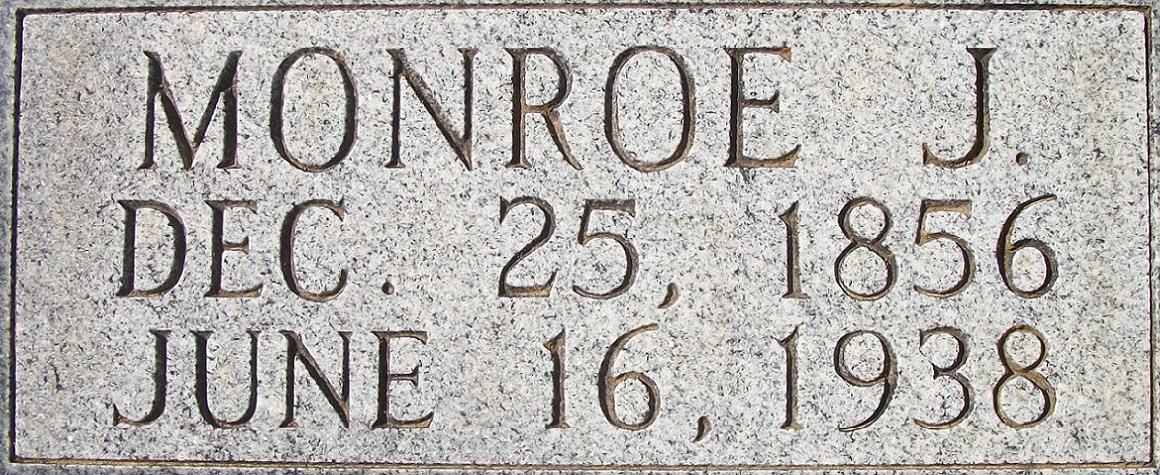 MONROE J.
DEC. 25, 1856
JUNE 16, 1938